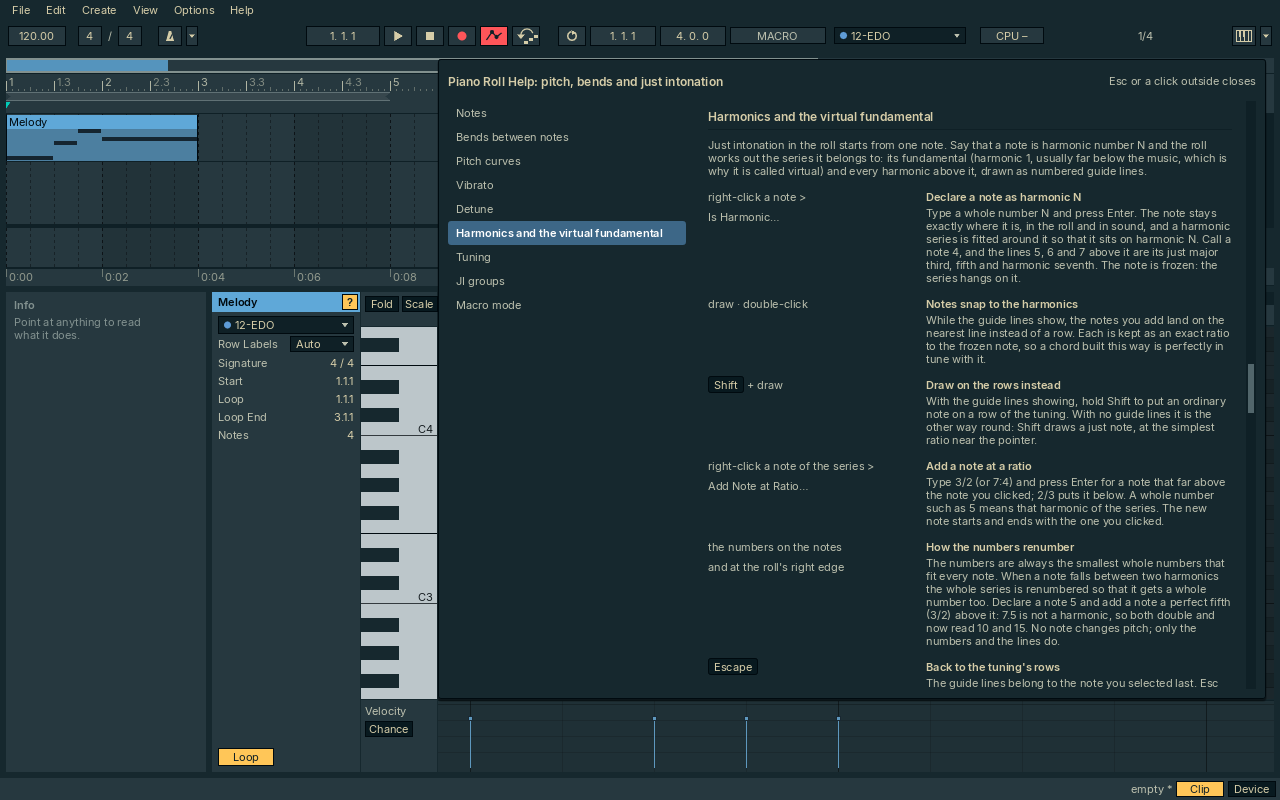 File Edit Create View Options Help
120.00 4 / 4 1. 1. 1 1. 1. 1 4. 0. 0 MACRO 12-EDO CPU – 1/4
1 1.3 2 2.3 3 3.3 4 4.3 5
Melody
0:00 0:02 0:04 0:06 0:08
Info
Point at anything to read
what it does.
Melody ?
12-EDO
Row Labels Auto
Signature 4 / 4
Start 1.1.1
Loop 1.1.1
Loop End 3.1.1
Notes 4
Loop
Fold Scale
C4
C3
Velocity
Chance
Piano Roll Help: pitch, bends and just intonation
Esc or a click outside closes
Notes
Bends between notes
Pitch curves
Vibrato
Detune
Harmonics and the virtual fundamental
Tuning
JI groups
Macro mode
Harmonics and the virtual fundamental
Just intonation in the roll starts from one note. Say that a note is harmonic number N and the roll
works out the series it belongs to: its fundamental (harmonic 1, usually far below the music, which is
why it is called virtual) and every harmonic above it, drawn as numbered guide lines.
right-click a note >
Is Harmonic...
Declare a note as harmonic N
Type a whole number N and press Enter. The note stays
exactly where it is, in the roll and in sound, and a harmonic
series is fitted around it so that it sits on harmonic N. Call a
note 4, and the lines 5, 6 and 7 above it are its just major
third, fifth and harmonic seventh. The note is frozen: the
series hangs on it.
draw · double-click
Notes snap to the harmonics
While the guide lines show, the notes you add land on the
nearest line instead of a row. Each is kept as an exact ratio
to the frozen note, so a chord built this way is perfectly in
tune with it.
Shift + draw
Draw on the rows instead
With the guide lines showing, hold Shift to put an ordinary
note on a row of the tuning. With no guide lines it is the
other way round: Shift draws a just note, at the simplest
ratio near the pointer.
right-click a note of the series >
Add Note at Ratio...
Add a note at a ratio
Type 3/2 (or 7:4) and press Enter for a note that far above
the note you clicked; 2/3 puts it below. A whole number
such as 5 means that harmonic of the series. The new
note starts and ends with the one you clicked.
the numbers on the notes
and at the roll's right edge
How the numbers renumber
The numbers are always the smallest whole numbers that
fit every note. When a note falls between two harmonics
the whole series is renumbered so that it gets a whole
number too. Declare a note 5 and add a note a perfect fifth
(3/2) above it: 7.5 is not a harmonic, so both double and
now read 10 and 15. No note changes pitch; only the
numbers and the lines do.
Escape
Back to the tuning's rows
The guide lines belong to the note you selected last. Esc
empty * Clip Device